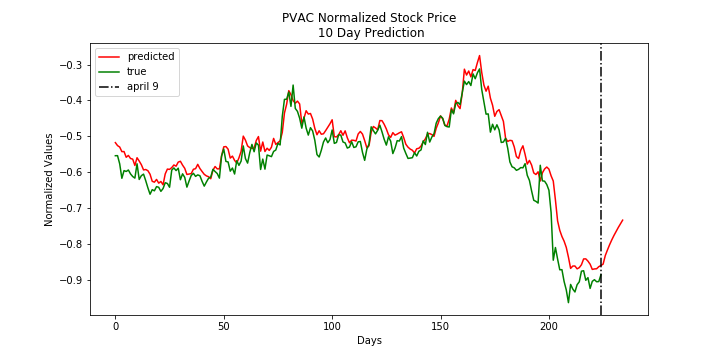 PVAC Normalized Stock Price
10 Day Prediction
predicted
true
april 9
Normalized Values
−0.3
−0.4
−0.5
−0.6
−0.7
−0.8
−0.9
0
50
100
150
200
Days